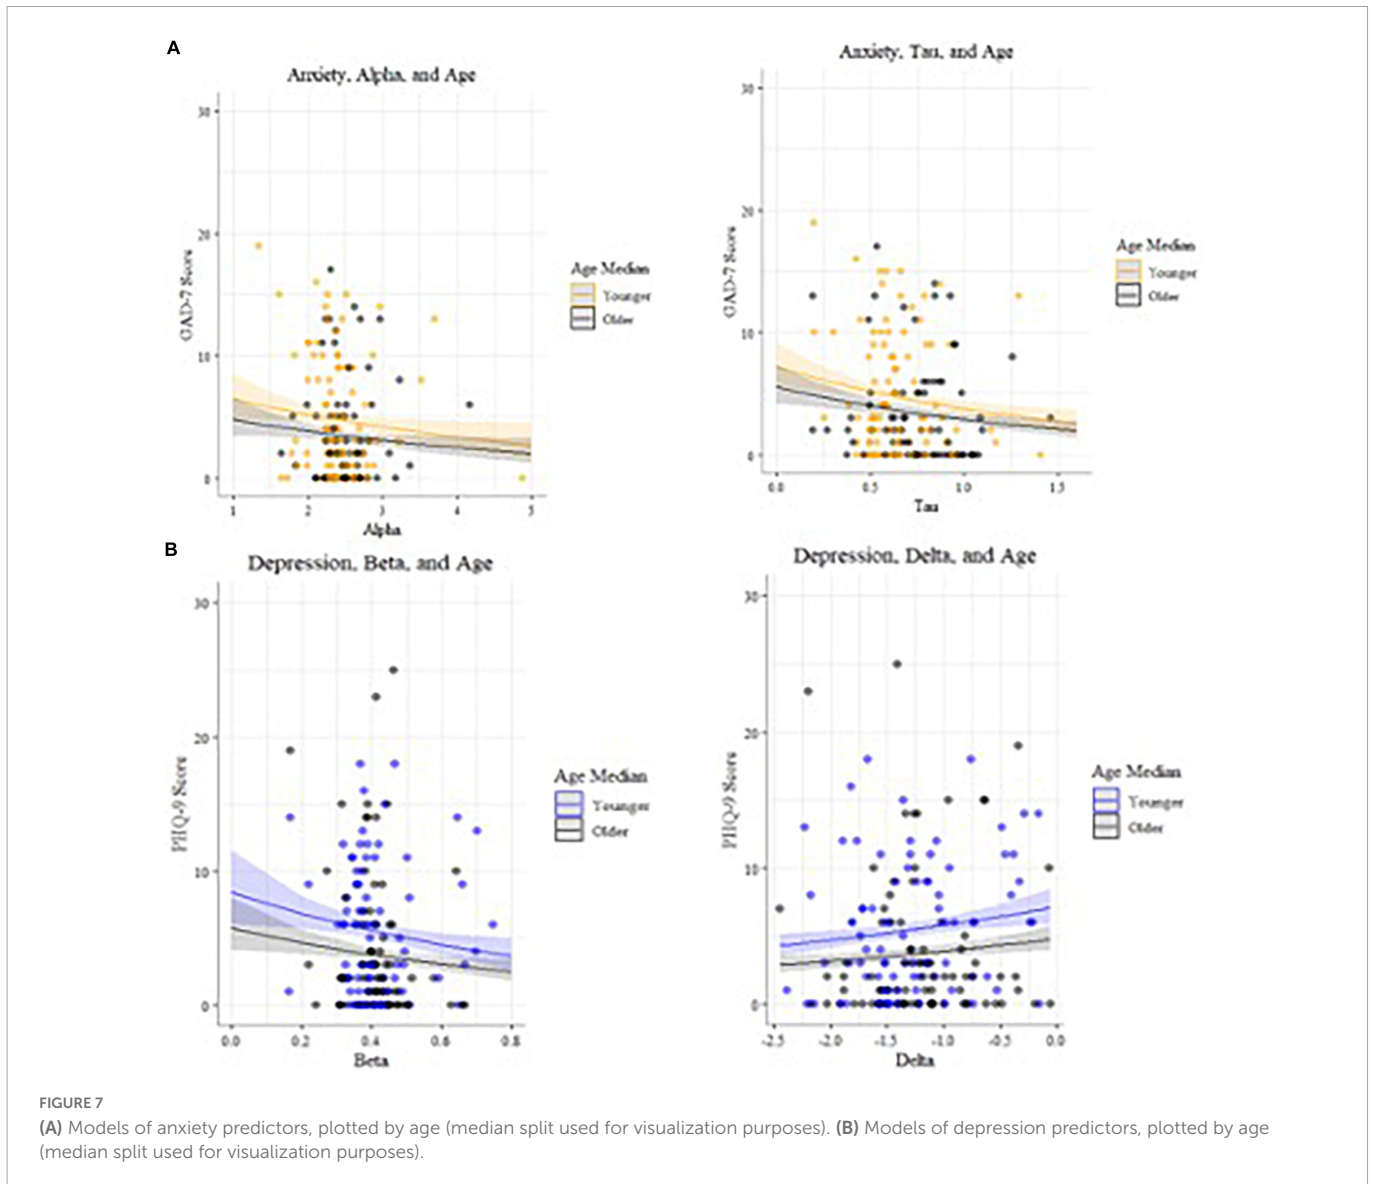 A
Anxiety, Alpha, and Age
30
20
10
0
GAD-7 Score
1 2 3 4 5
Alpha
Age Median
Younger
Older
Anxiety, Tau, and Age
30
20
10
0
GAD-7 Score
0.0 0.5 1.0 1.5
Tau
Age Median
Younger
Older
B
Depression, Beta, and Age
30
20
10
0
PHQ-9 Score
0.0 0.2 0.4 0.6 0.8
Beta
Age Median
Younger
Older
Depression, Delta, and Age
30
20
10
0
PHQ-9 Score
-2.5 -2.0 -1.5 -1.0 -0.5 0.0
Delta
Age Median
Younger
Older
FIGURE 7
(A) Models of anxiety predictors, plotted by age (median split used for visualization purposes). (B) Models of depression predictors, plotted by age
(median split used for visualization purposes).